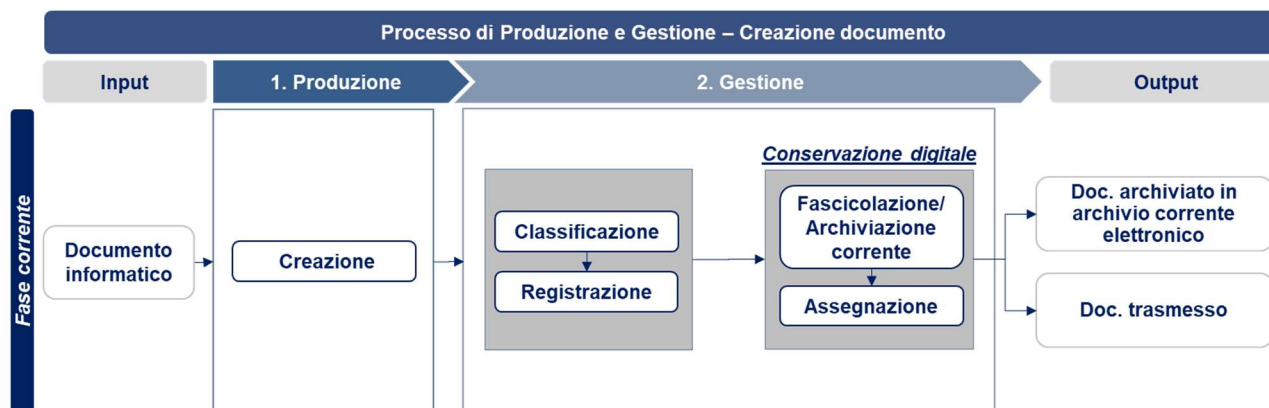 Processo di Produzione e Gestione – Creazione documento
Input
1. Produzione
2. Gestione
Output
Fase corrente
Documento
informatico
Creazione
Classificazione
Registrazione
Conservazione digitale
Fascicolazione/
Archiviazione
corrente
Assegnazione
Doc. archiviato in
archivio corrente
elettronico
Doc. trasmesso